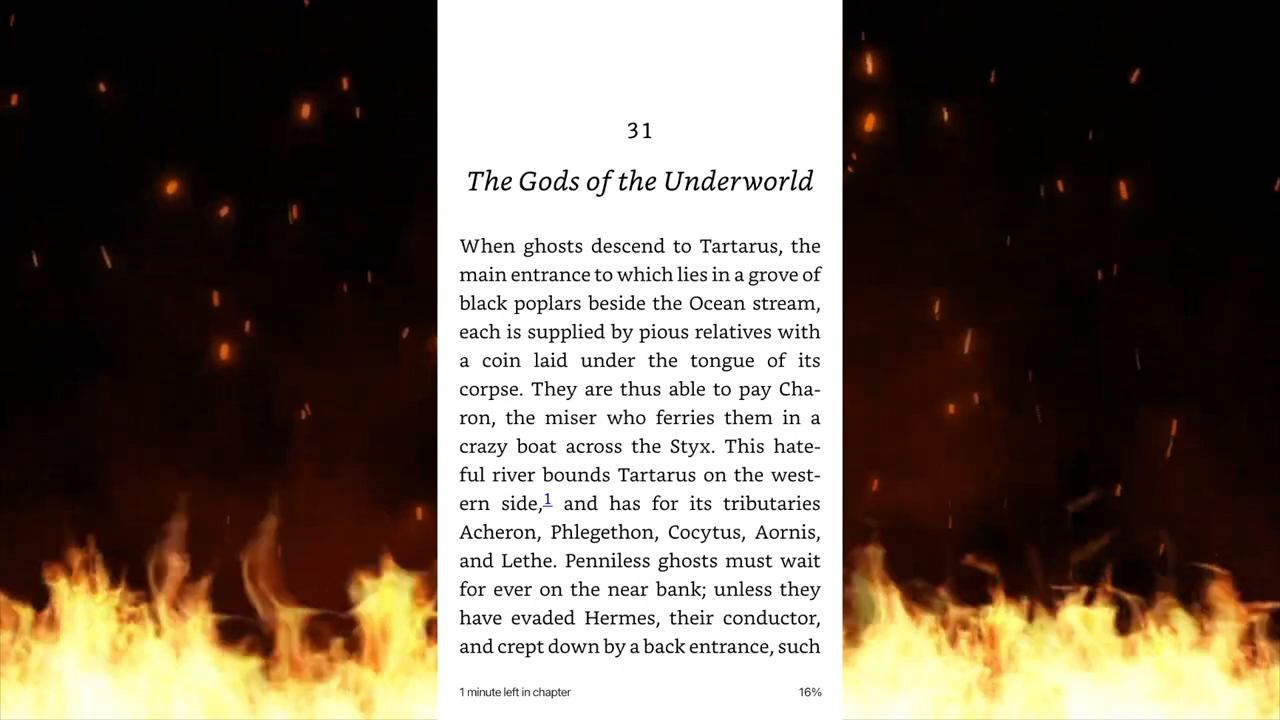 31
The Gods of the Underworld
When ghosts descend to Tartarus, the
main entrance to which lies in a grove of
black poplars beside the Ocean stream,
each is supplied by pious relatives with
a coin laid under the tongue of its
corpse. They are thus able to pay Cha-
ron, the miser who ferries them in a
crazy boat across the Styx. This hate-
ful river bounds Tartarus on the west-
ern side,1 and has for its tributaries
Acheron, Phlegethon, Cocytus, Aornis,
and Lethe. Penniless ghosts must wait
for ever on the near bank; unless they
have evaded Hermes, their conductor,
and crept down by a back entrance, such
1 minute left in chapter 16%